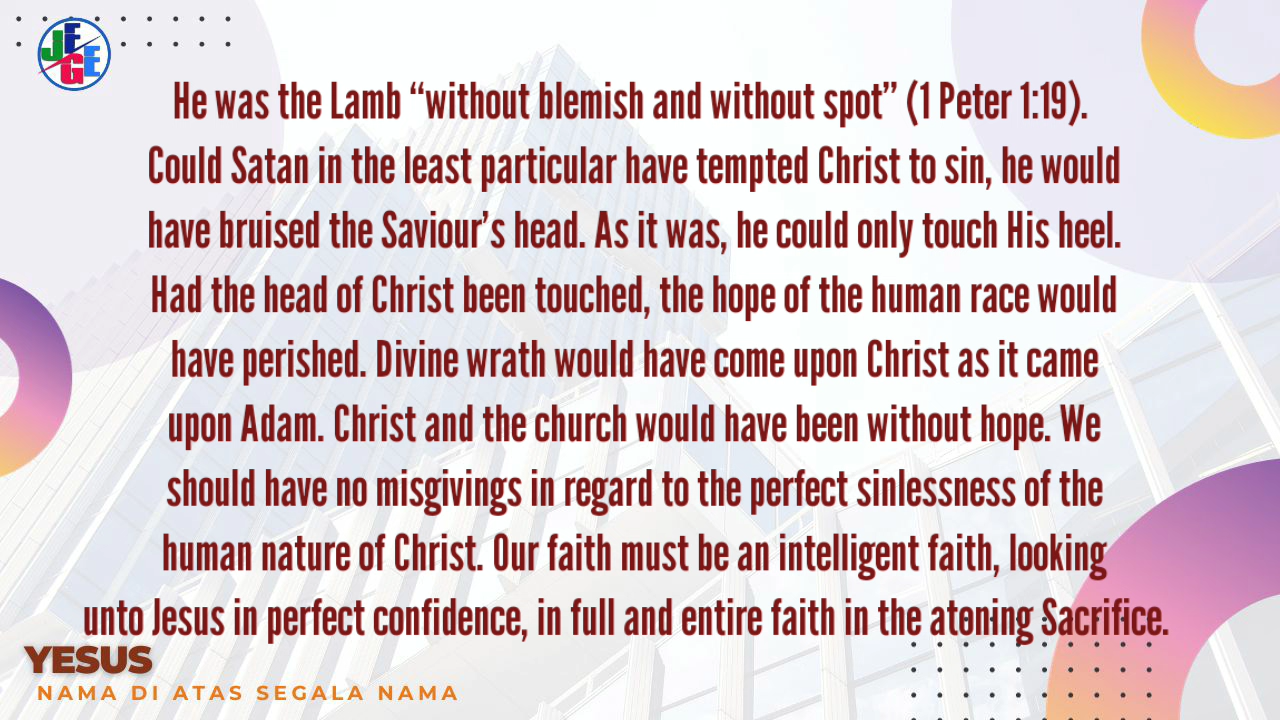 JEGE
He was the Lamb “without blemish and without spot” (1 Peter 1:19).
Could Satan in the least particular have tempted Christ to sin, he would
have bruised the Saviour’s head. As it was, he could only touch His heel.
Had the head of Christ been touched, the hope of the human race would
have perished. Divine wrath would have come upon Christ as it came
upon Adam. Christ and the church would have been without hope. We
should have no misgivings in regard to the perfect sinlessness of the
human nature of Christ. Our faith must be an intelligent faith, looking
unto Jesus in perfect confidence, in full and entire faith in the atoning Sacrifice.
YESUS
NAMA DI ATAS SEGALA NAMA